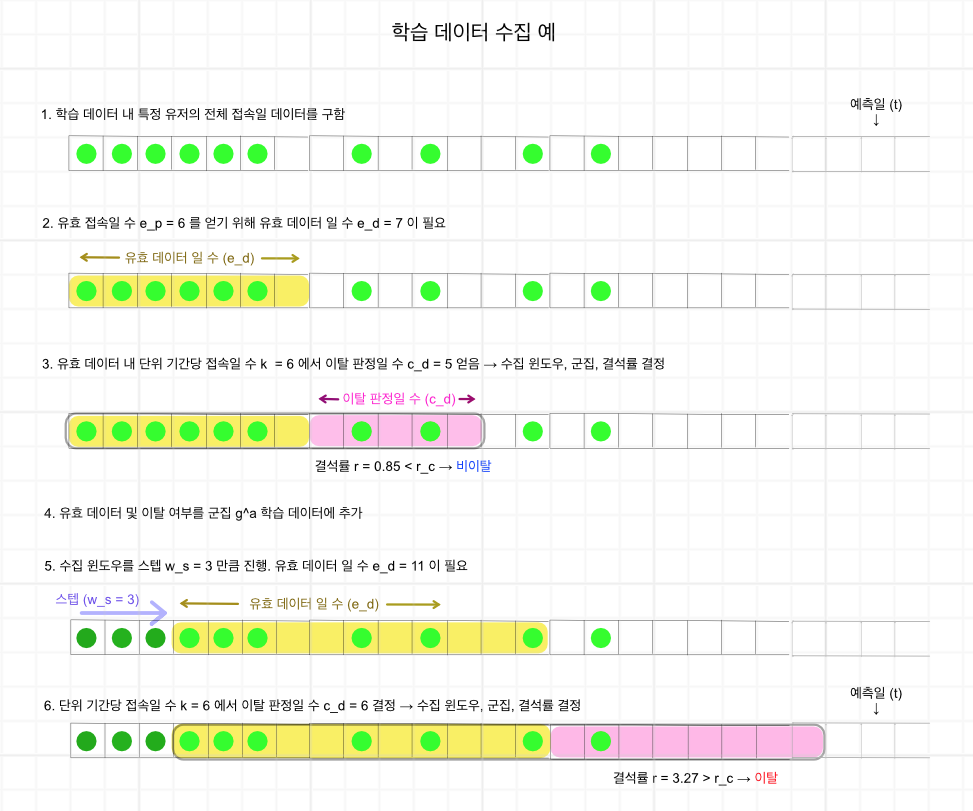 학습 데이터 수집 예
1. 학습 데이터 내 특정 유저의 전체 접속일 데이터를 구함
예측일 (t)
↓
2. 유효 접속일 수 e_p = 6 를 얻기 위해 유효 데이터 일 수 e_d = 7 이 필요
유효 데이터 일 수 (e_d)
3. 유효 데이터 내 단위 기간당 접속일 수 k = 6 에서 이탈 판정일 수 c_d = 5 얻음 → 수집 윈도우, 군집, 결석률 결정
이탈 판정일 수 (c_d)
결석률 r = 0.85 < r_c → 비이탈
4. 유효 데이터 및 이탈 여부를 군집 g^a 학습 데이터에 추가
5. 수집 윈도우를 스텝 w_s = 3 만큼 진행. 유효 데이터 일 수 e_d = 11 이 필요
스텝 (w_s = 3)
유효 데이터 일 수 (e_d)
예측일 (t)
↓
6. 단위 기간당 접속일 수 k = 6 에서 이탈 판정일 수 c_d = 6 결정 → 수집 윈도우, 군집, 결석률 결정
결석률 r = 3.27 > r_c → 이탈